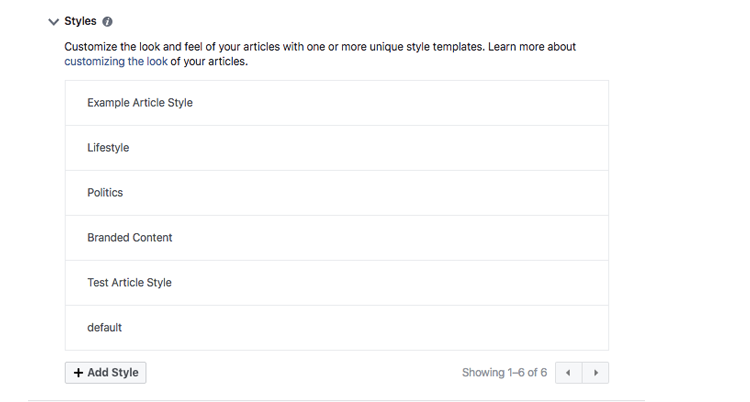 Styles
Customize the look and feel of your articles with one or more unique style templates. Learn more about
customizing the look of your articles.
Example Article Style
Lifestyle
Politics
Branded Content
Test Article Style
default
+ Add Style
Showing 1–6 of 6